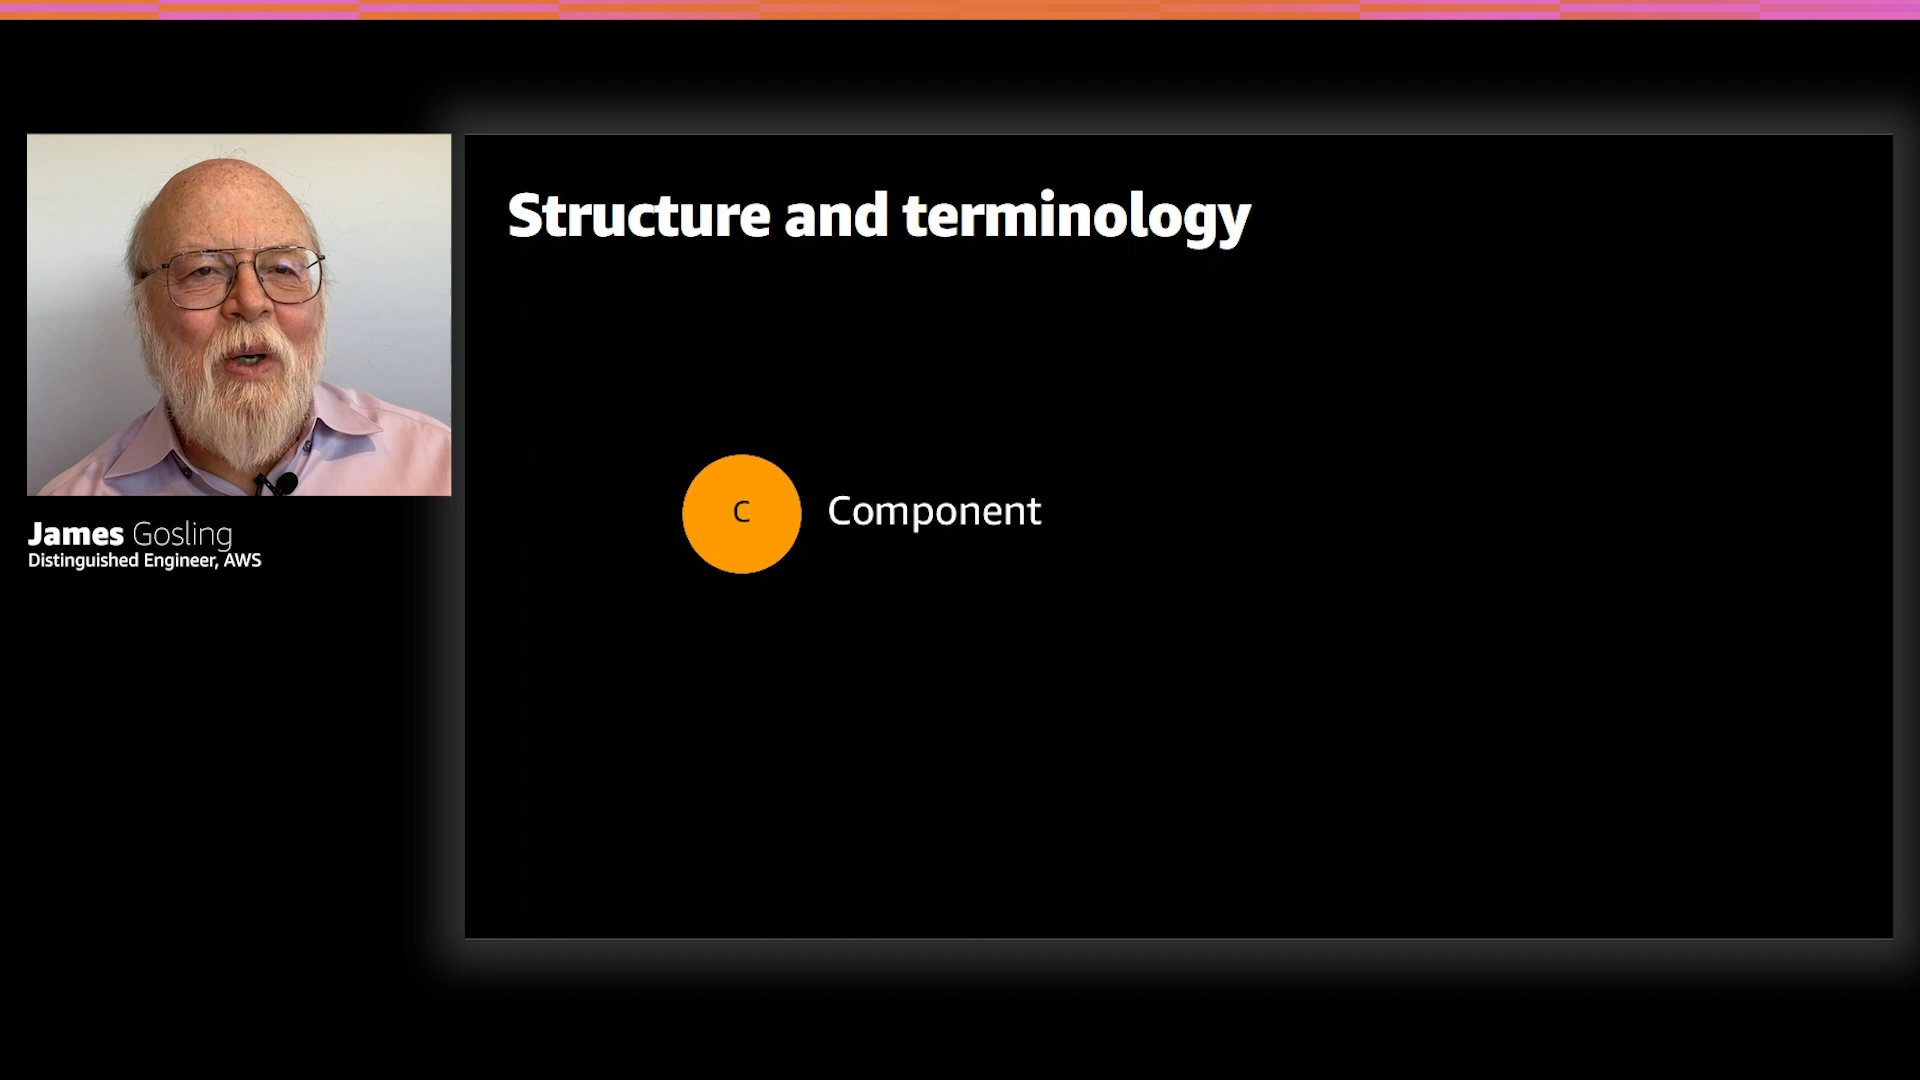 Structure and terminology
C
Component
James Gosling
Distinguished Engineer, AWS